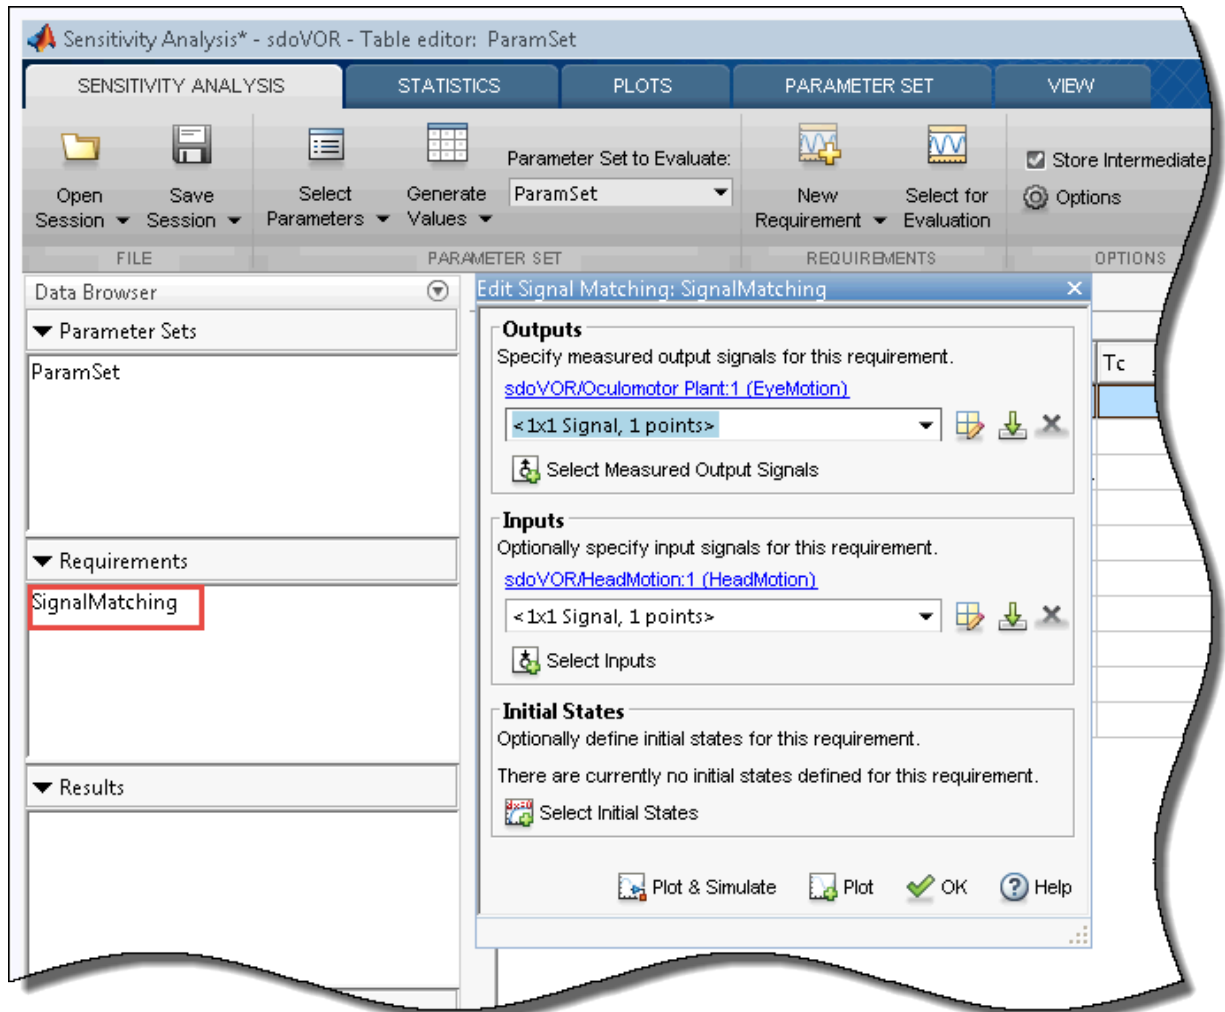 Sensitivity Analysis* - sdoVOR - Table editor: ParamSet
SENSITIVITY ANALYSIS
STATISTICS
PLOTS
PARAMETER SET
VIEW
Open Session
Save Session
Select Parameters
Generate Values
Parameter Set to Evaluate:
ParamSet
New Requirement
Select for Evaluation
Store Intermediate
Options
FILE
PARAMETER SET
REQUIREMENTS
OPTIONS
Data Browser
Parameter Sets
ParamSet
Requirements
SignalMatching
Results
Edit Signal Matching: SignalMatching
Outputs
Specify measured output signals for this requirement.
sdoVOR/Oculomotor Plant:1 (EyeMotion)
<1x1 Signal, 1 points>
Select Measured Output Signals
Inputs
Optionally specify input signals for this requirement.
sdoVOR/HeadMotion:1 (HeadMotion)
<1x1 Signal, 1 points>
Select Inputs
Initial States
Optionally define initial states for this requirement.
There are currently no initial states defined for this requirement.
Select Initial States
Plot & Simulate
Plot
OK
Help
Tc